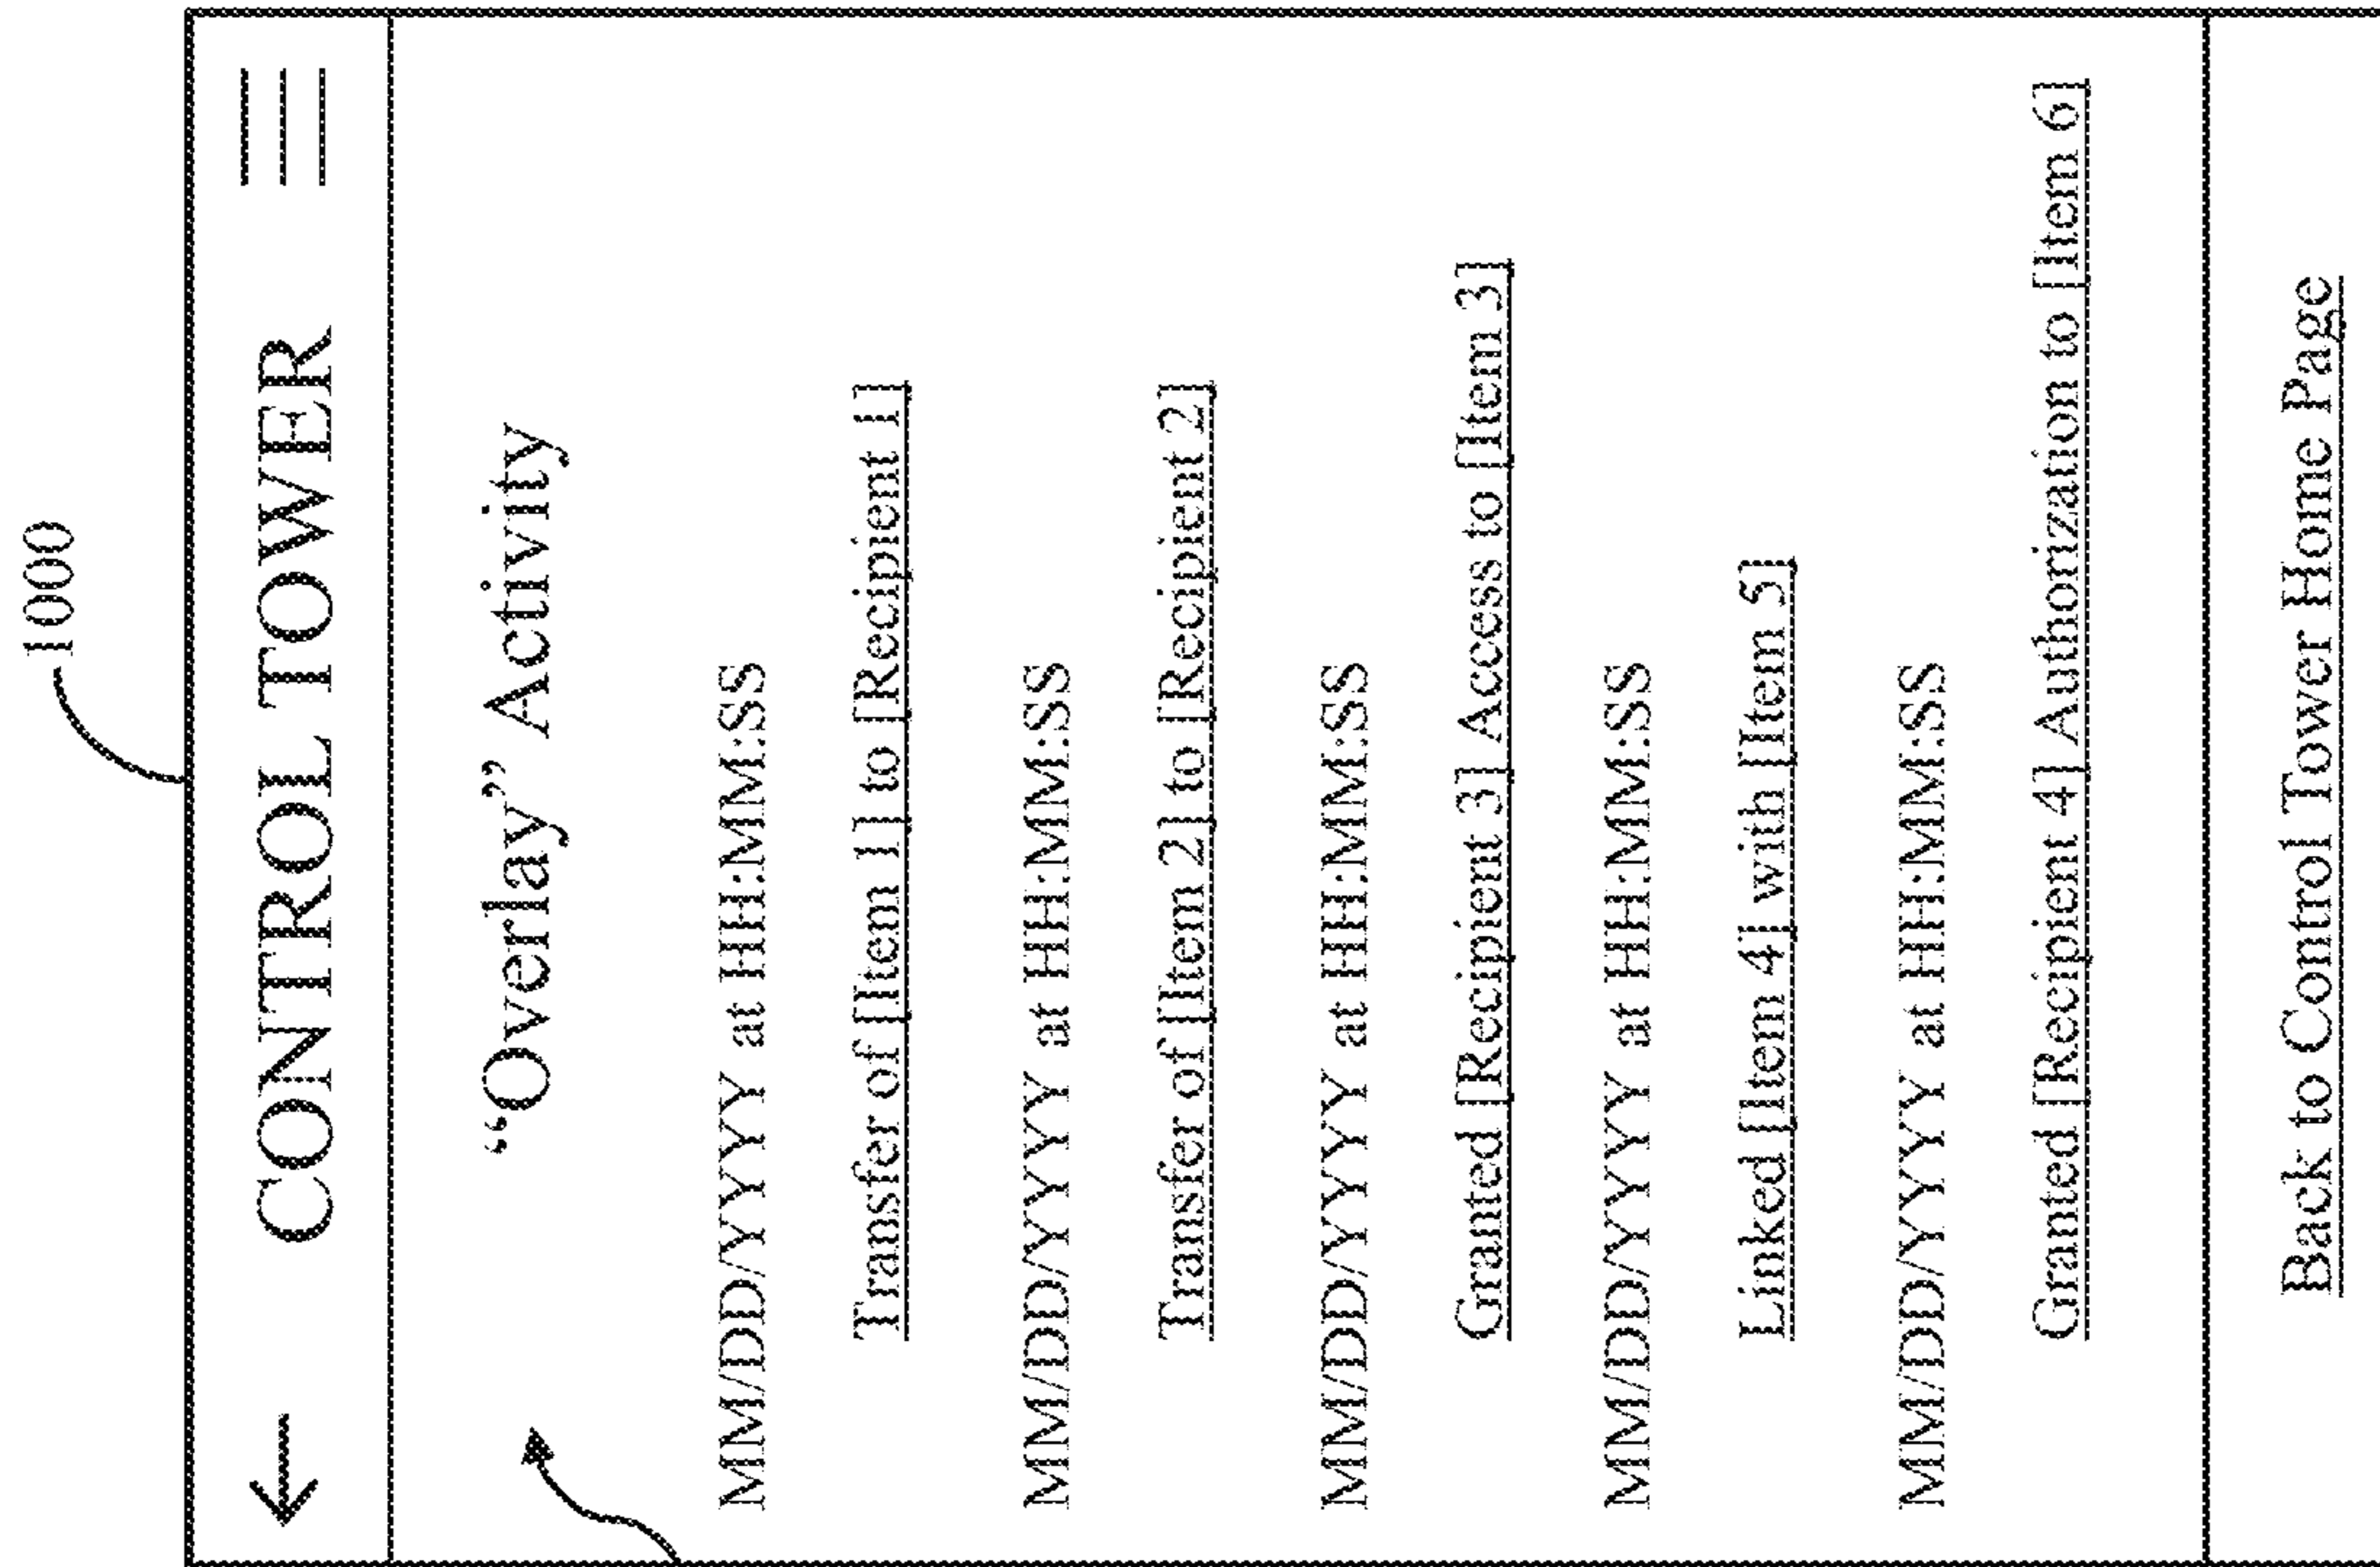 1000
CONTROL TOWER
“Overlay” Activity
MM/DD/YYYY at HH:MM:SS
Transfer of [Item 1] to [Recipient 1]
MM/DD/YYYY at HH:MM:SS
Transfer of [Item 2] to [Recipient 2]
MM/DD/YYYY at HH:MM:SS
Granted [Recipient 3] Access to [Item 3]
MM/DD/YYYY at HH:MM:SS
Linked [Item 4] with [Item 5]
MM/DD/YYYY at HH:MM:SS
Granted [Recipient 4] Authorization to [Item 6]
Back to Control Tower Home Page